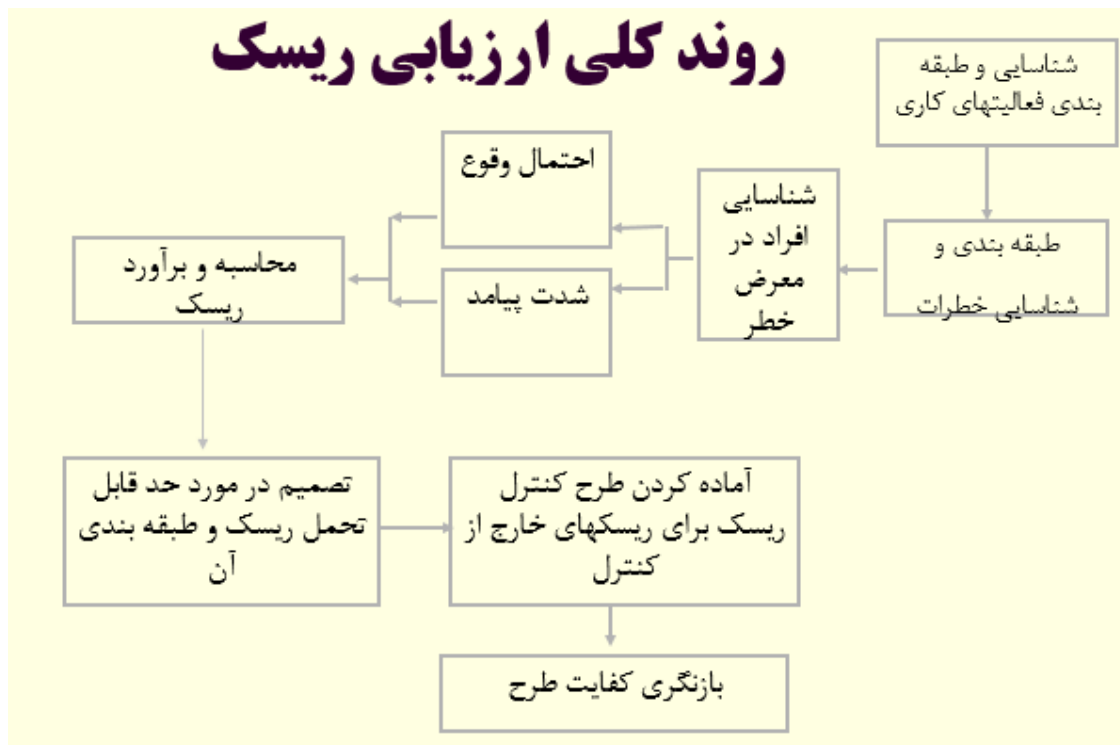 روند کلی ارزیابی ریسک
شناسایی و طبقه
بندی فعالیتهای کاری
طبقه بندی و
شناسایی خطرات
شناسایی
افراد در
معرض
خطر
احتمال وقوع
شدت پیامد
محاسبه و برآورد
ریسک
تصمیم در مورد حد قابل
تحمل ریسک و طبقه بندی
آن
آماده کردن طرح کنترل
ریسک برای ریسکهای خارج از
کنترل
بازنگری کفایت طرح